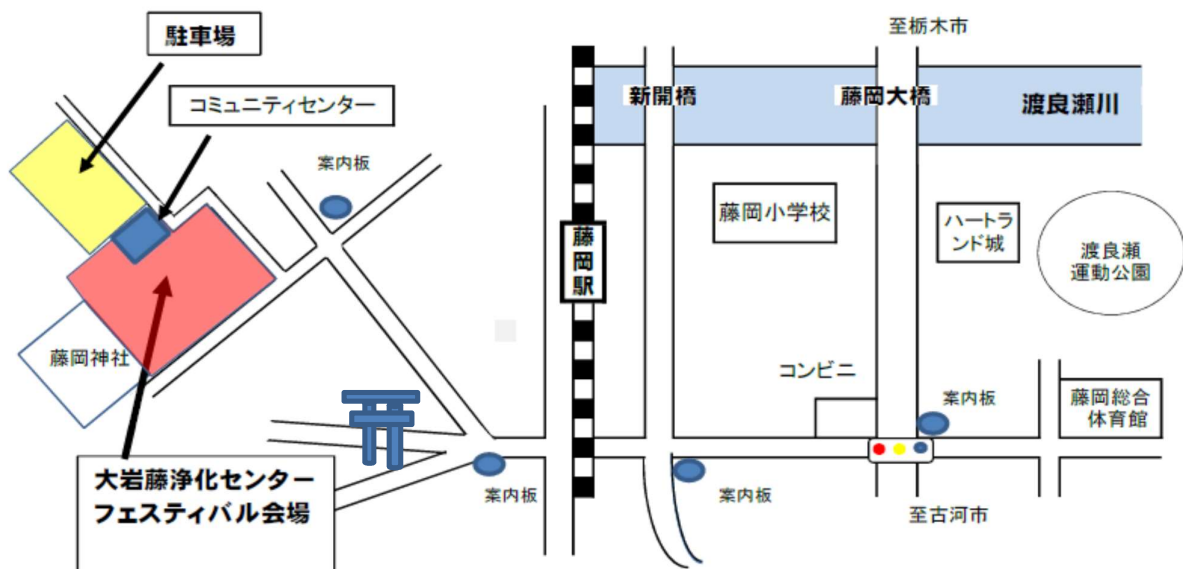 駐車場
コミュニティセンター
案内板
至栃木市
新開橋
藤岡大橋
渡良瀬川
藤岡小学校
ハートラ
ンド城
渡良瀬
運動公園
藤岡駅
藤岡神社
コンビニ
案内板
藤岡総合
体育館
大岩藤浄化センター
フェスティバル会場
案内板
案内板
至古河市